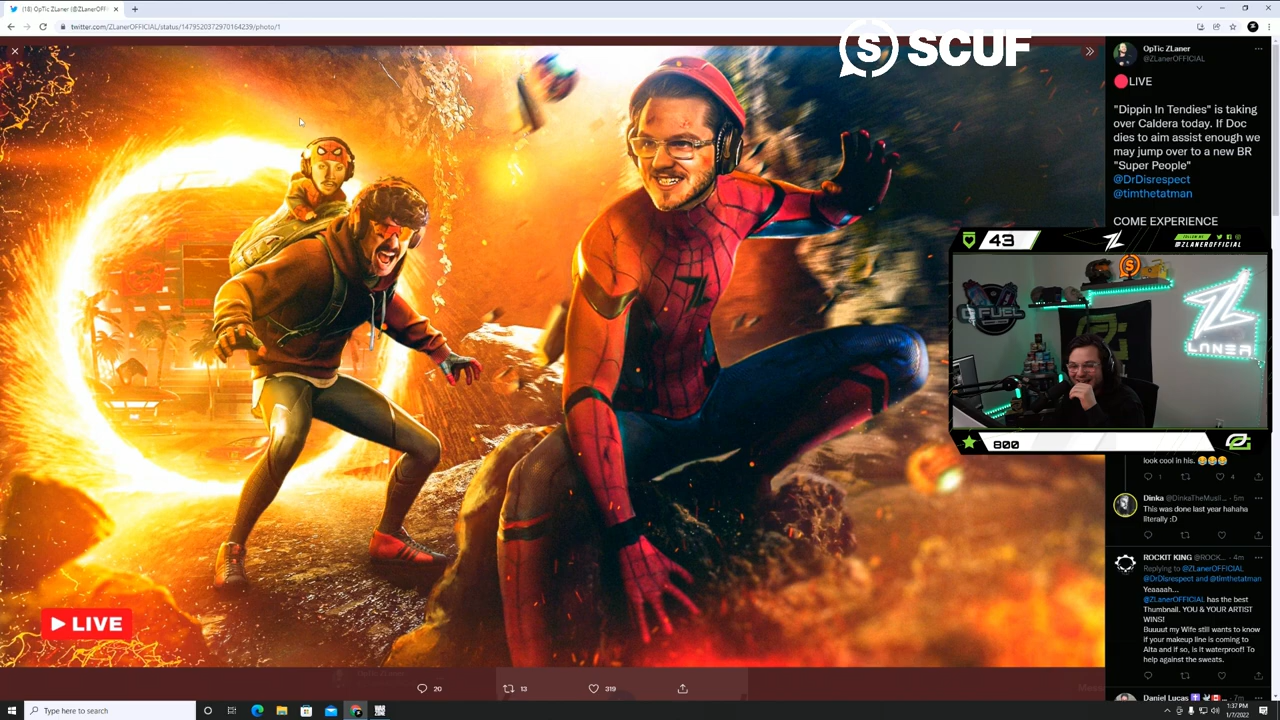 (18) OpTic ZLaner (@ZLanerOFFI
twitter.com/ZLanerOFFICIAL/status/1479520372970164239/photo/1
S SCUF
OpTic ZLaner
@ZLanerOFFICIAL
LIVE
"Dippin In Tendies" is taking
over Caldera today. If Doc
dies to aim assist enough we
may jump over to a new BR
"Super People"
@DrDisrespect
@timthetatman
COME EXPERIENCE
43
FOLLOW ME
@ZLANEROFFICIAL
G FUEL
LANER
800
look cool in his. 😂😂😂
1
4
Dinka @DinkaTheMusli... · 5m
This was done last year hahaha
literally :D
ROCKIT KING @ROCK... · 4m
Replying to @ZLanerOFFICIAL
@DrDisrespect and @timthetatman
Yeaaaah...
@ZLanerOFFICIAL has the best
Thumbnail. YOU & YOUR ARTIST
WINS!
Buuuut my Wife still wants to know
if your makeup line is coming to
Alta and if so, is it waterproof! To
help against the sweats.
Daniel Lucas
· 7m
LIVE
20
13
319
Type here to search
1:37 PM
1/7/2022